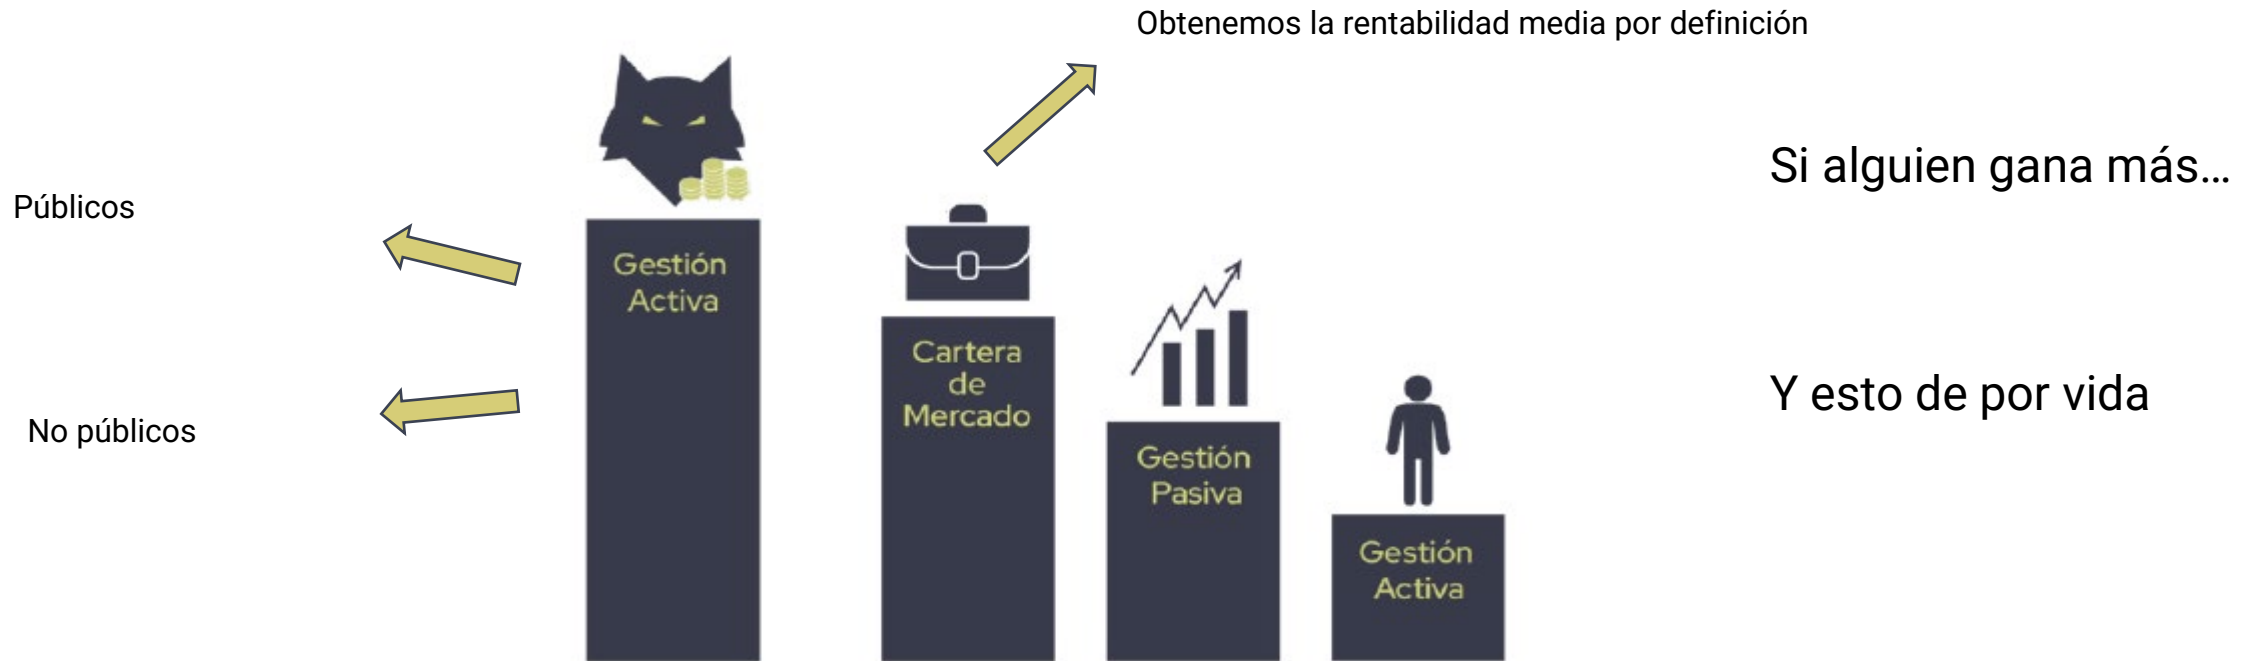 Obtenemos la rentabilidad media por definición
Si alguien gana más...
Públicos
Gestión
Activa
Cartera
de
Mercado
Y esto de por vida
No públicos
Gestión
Pasiva
Gestión
Activa